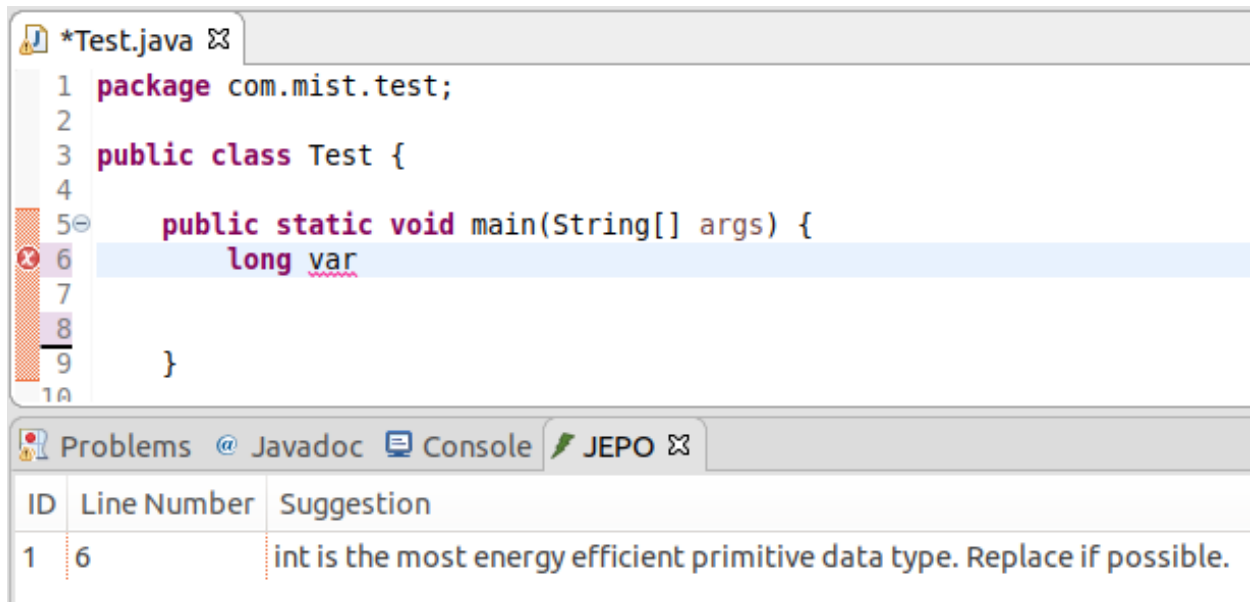 *Test.java
1 package com.mist.test;
2
3 public class Test {
4
5 public static void main(String[] args) {
6 long var
7
8
9 }
10
Problems @ Javadoc Console JEPO
ID Line Number Suggestion
1 6 int is the most energy efficient primitive data type. Replace if possible.